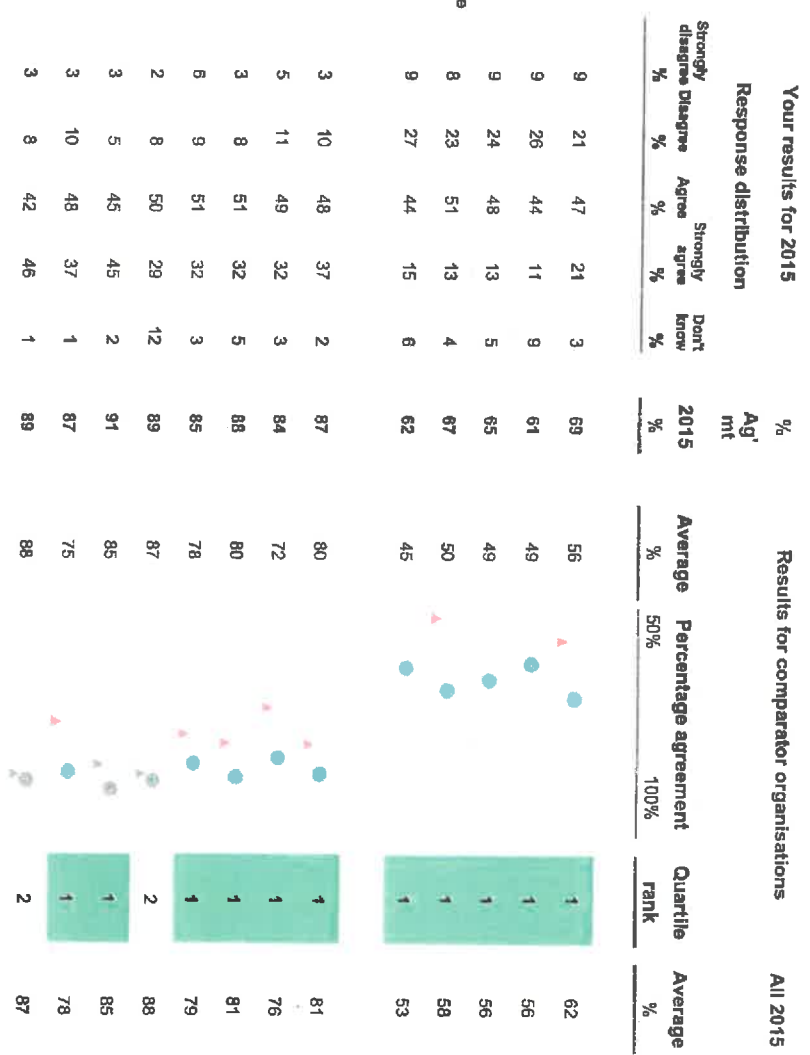 Your results for 2015 % Results for comparator organisations All 2015
Response distribution Ag' mt
Strongly disagree Disagree Agree Strongly agree Don't know 2015 Average Percentage agreement Quartile rank Average
% % % % % % % 50% 100% %
9 21 47 21 3 69 56 1 62
9 26 44 11 9 61 49 1 56
9 24 48 13 5 65 49 1 56
e 8 23 51 13 4 67 50 1 58
9 27 44 15 6 62 45 1 53
3 10 48 37 2 87 80 1 81
5 11 49 32 3 84 72 1 76
3 8 51 32 5 88 80 1 81
6 9 51 32 3 85 78 1 79
2 8 50 29 12 89 87 2 88
3 5 45 45 2 91 85 1 85
3 10 48 37 1 87 75 1 78
3 8 42 46 1 89 88 2 87